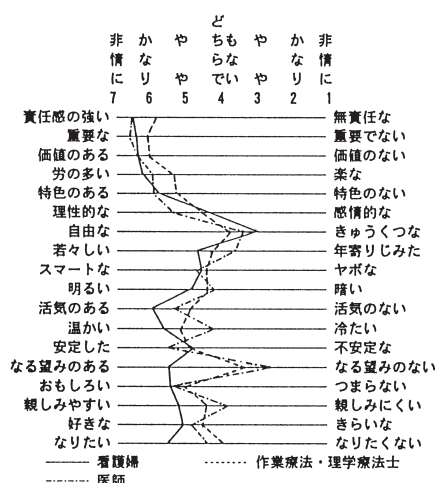 非常に かなり やや どちらでもない やや かなり 非常に
7 6 5 4 3 2 1
責任感の強い 無責任な
重要な 重要でない
価値のある 価値のない
労の多い 楽な
特色のある 特色のない
理性的な 感情的な
自由な きゅうくつな
若々しい 年寄りじみた
スマートな ヤボな
明るい 暗い
活気のある 活気のない
温かい 冷たい
安定した 不安定な
なる望みのある なる望みのない
おもしろい つまらない
親しみやすい 親しみにくい
好きな きらいな
なりたい なりたくない
看護婦 作業療法・理学療法士
医師